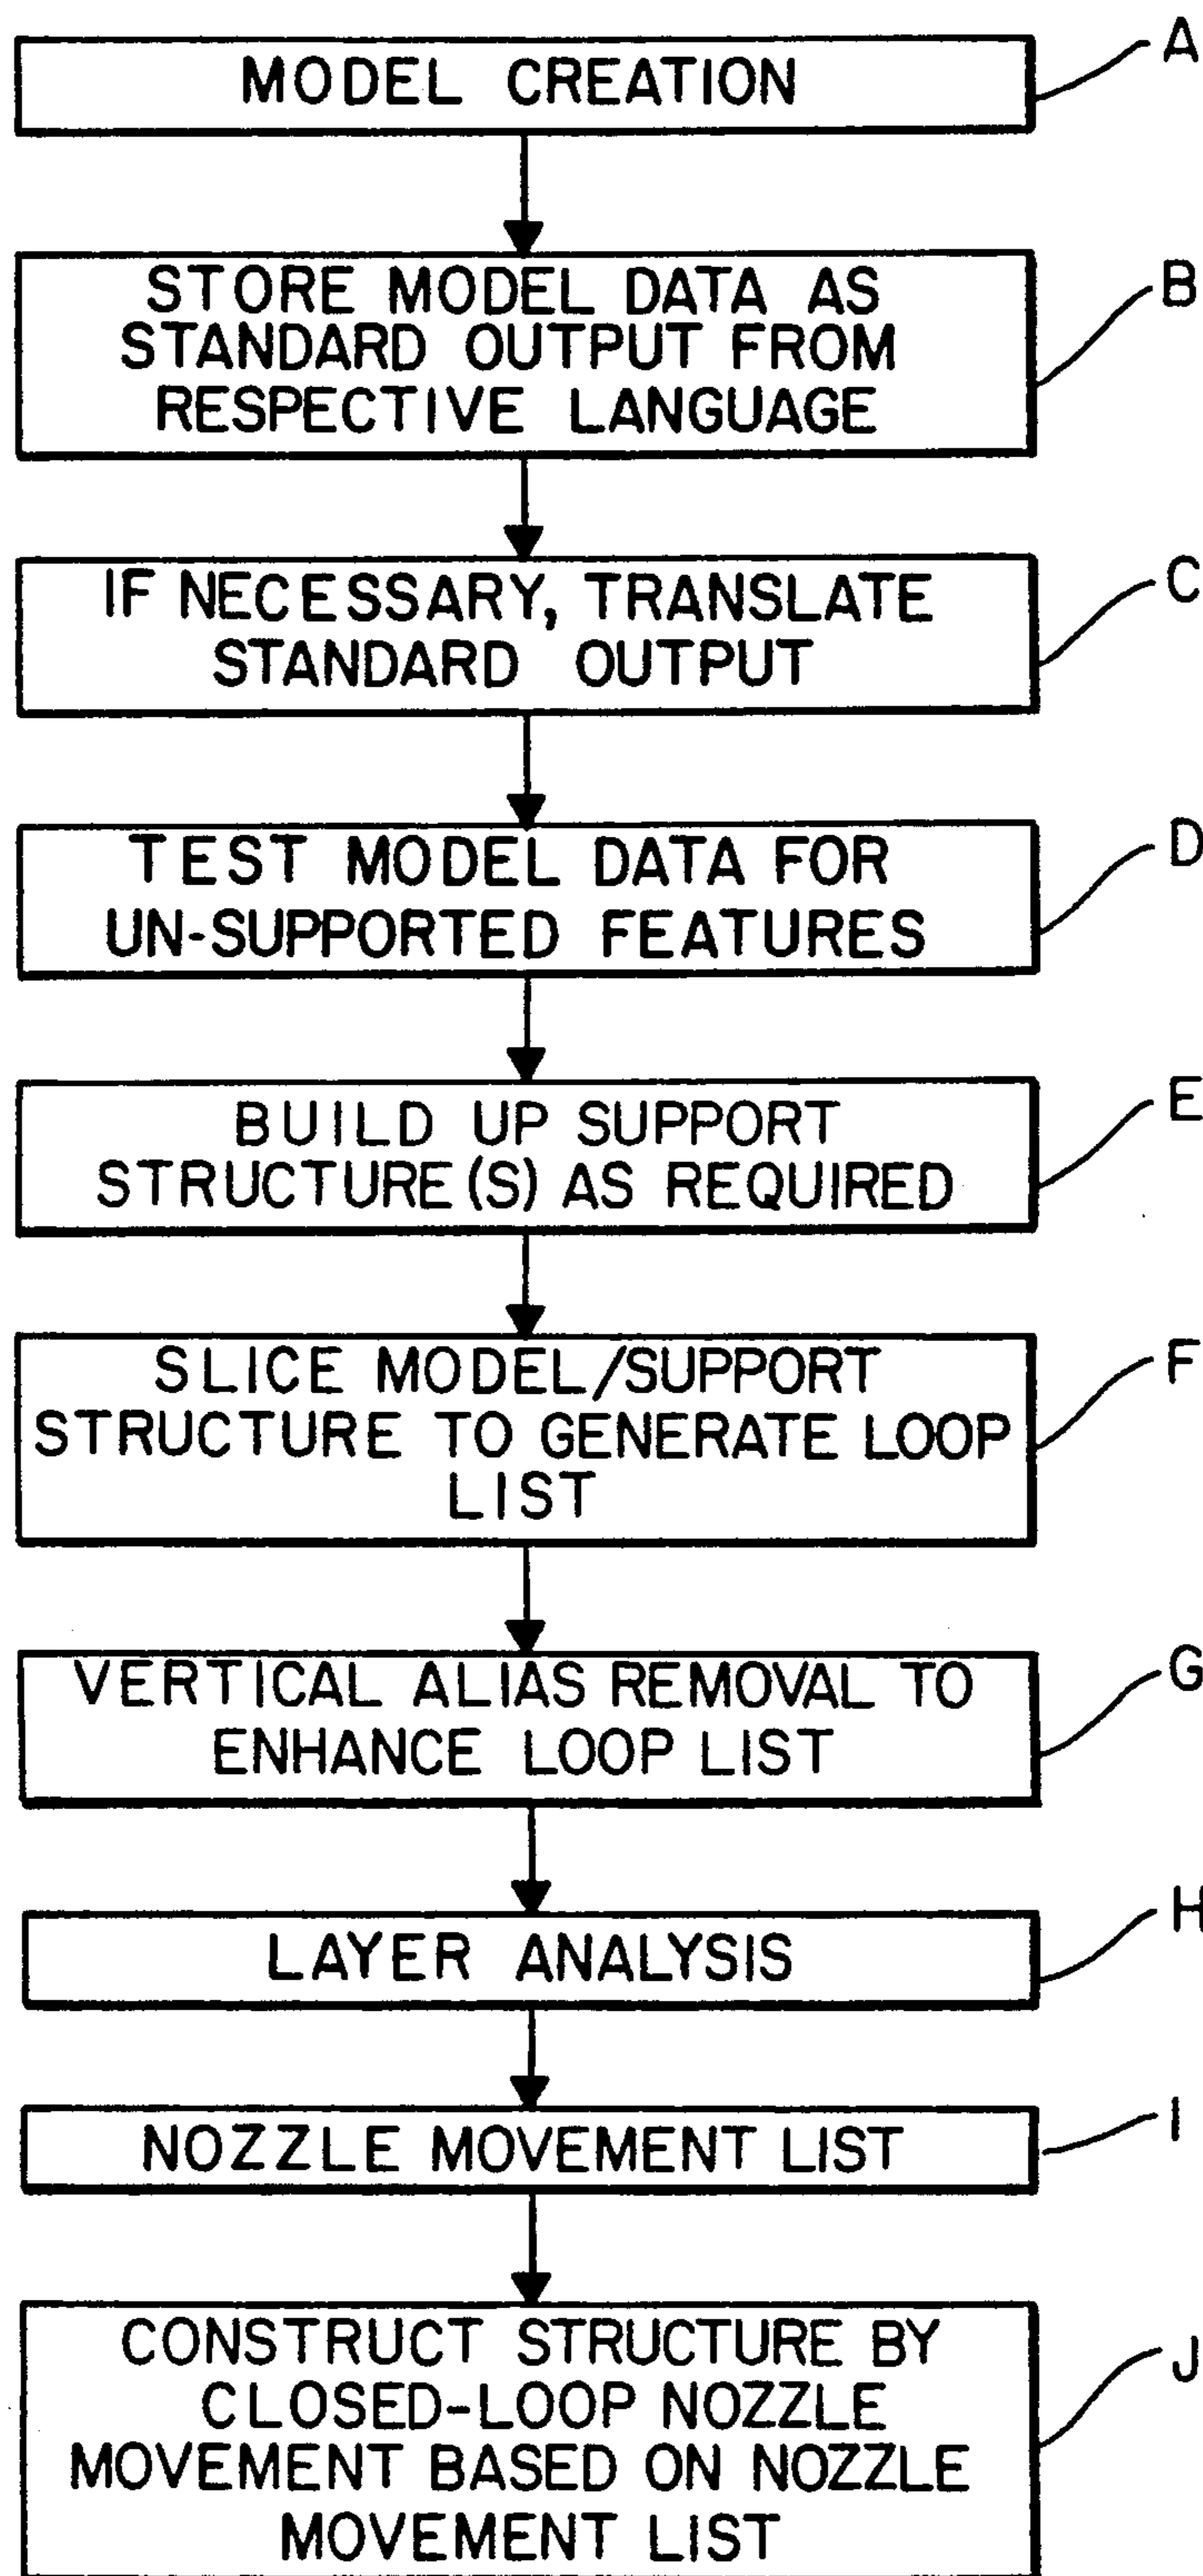 MODEL CREATION
A
STORE MODEL DATA AS
STANDARD OUTPUT FROM
RESPECTIVE LANGUAGE
B
IF NECESSARY, TRANSLATE
STANDARD OUTPUT
C
TEST MODEL DATA FOR
UN-SUPPORTED FEATURES
D
BUILD UP SUPPORT
STRUCTURE(S) AS REQUIRED
E
SLICE MODEL/SUPPORT
STRUCTURE TO GENERATE LOOP
LIST
F
VERTICAL ALIAS REMOVAL TO
ENHANCE LOOP LIST
G
LAYER ANALYSIS
H
NOZZLE MOVEMENT LIST
I
CONSTRUCT STRUCTURE BY
CLOSED-LOOP NOZZLE
MOVEMENT BASED ON NOZZLE
MOVEMENT LIST
J